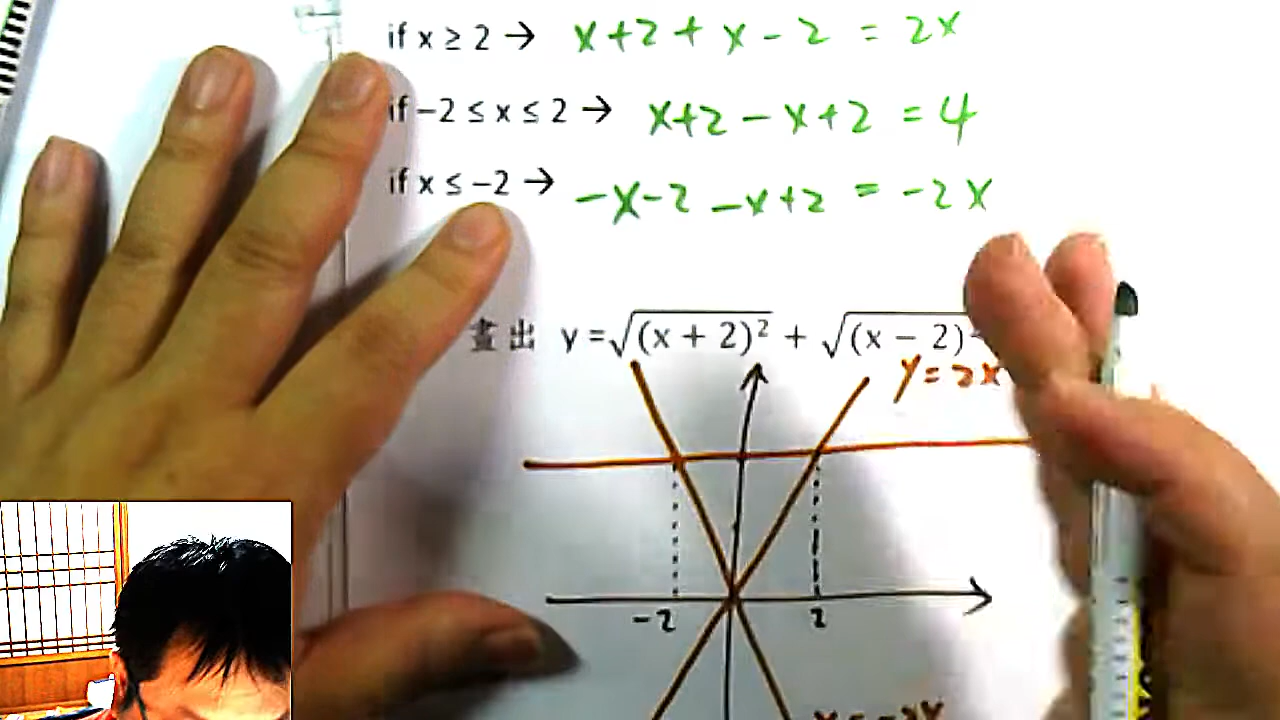 if x ≥ 2 → x+2+x-2 = 2x
if -2 ≤ x ≤ 2 → x+2-x+2 = 4
if x ≤ -2 → -x-2-x+2 = -2x
畫出 y =√(x + 2)² + √(x − 2)
y=2x
-2 2
y=-2x